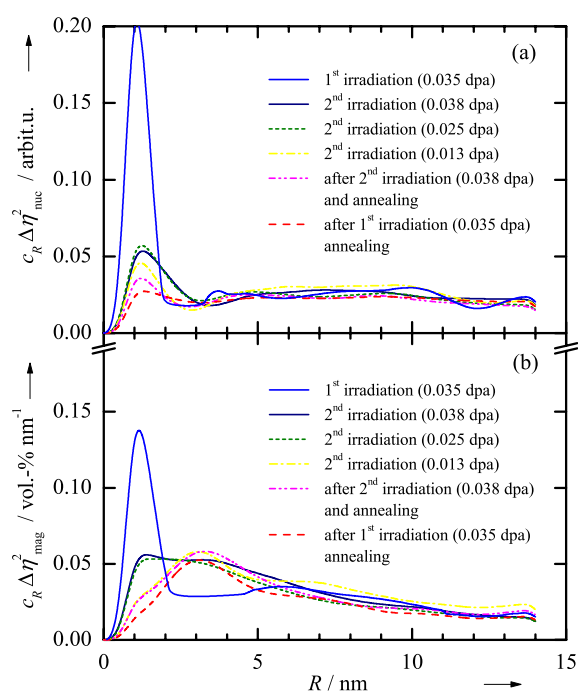 0.20
(a)
1st irradiation (0.035 dpa)
2nd irradiation (0.038 dpa)
2nd irradiation (0.025 dpa)
2nd irradiation (0.013 dpa)
after 2nd irradiation (0.038 dpa)
and annealing
after 1st irradiation (0.035 dpa)
annealing
0.15
0.10
0.05
0.00
c_R Δη²nuc / arbit.u.
(b)
1st irradiation (0.035 dpa)
2nd irradiation (0.038 dpa)
2nd irradiation (0.025 dpa)
2nd irradiation (0.013 dpa)
after 2nd irradiation (0.038 dpa)
and annealing
after 1st irradiation (0.035 dpa)
annealing
0.15
0.10
0.05
0.00
c_R Δη²mag / vol.-% nm⁻¹
0 5 10 15
R / nm